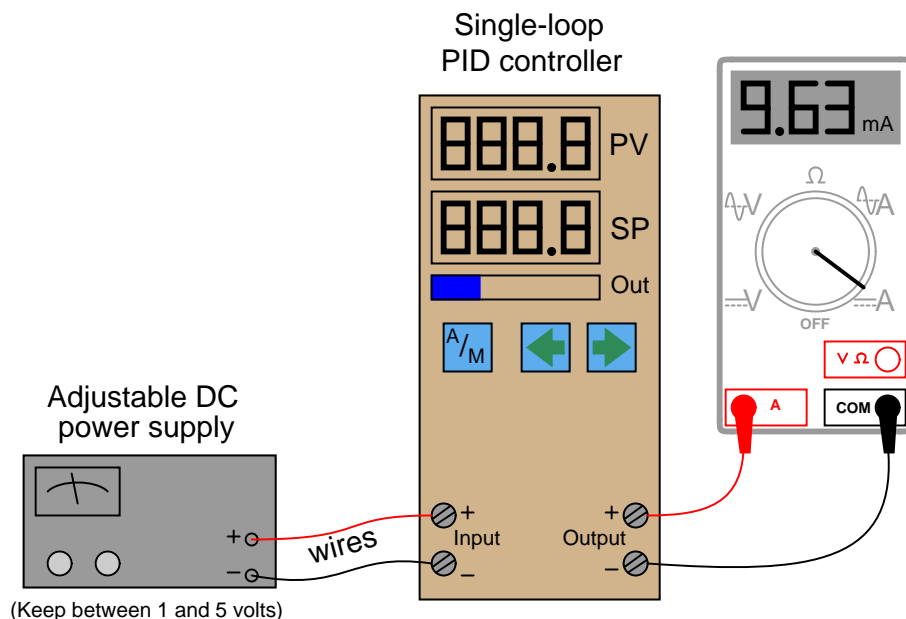 Single-loop
PID controller
9.63 mA
888.8 PV
888.8 SP
Out
A/M
Ω
V
A
V
A
OFF
V Ω
A
COM
Adjustable DC
power supply
+
-
wires
+
Input
-
+
Output
-
(Keep between 1 and 5 volts)